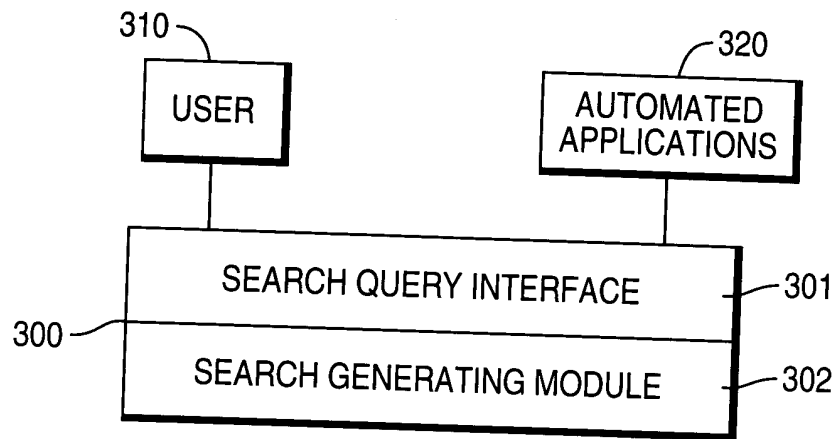 310
320
USER
AUTOMATED
APPLICATIONS
SEARCH QUERY INTERFACE
301
300
SEARCH GENERATING MODULE
302